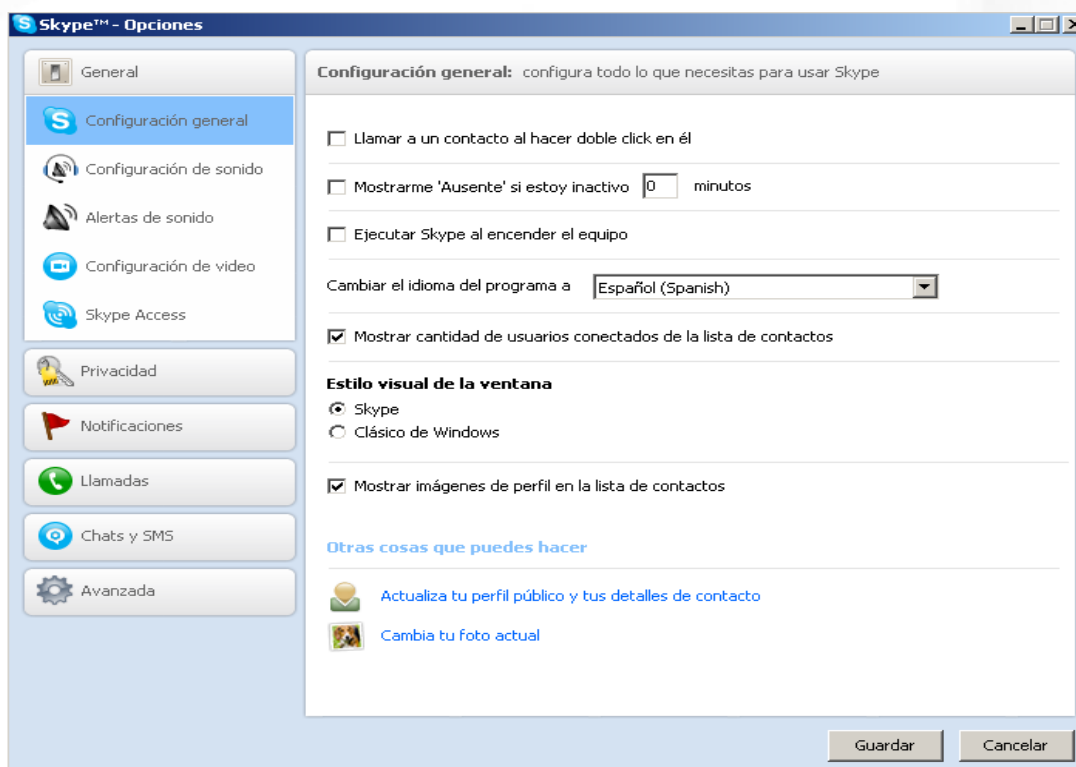 Skype™ - Opciones
General
Configuración general
Configuración de sonido
Alertas de sonido
Configuración de video
Skype Access
Privacidad
Notificaciones
Llamadas
Chats y SMS
Avanzada
Configuración general: configura todo lo que necesitas para usar Skype
Llamar a un contacto al hacer doble click en él
Mostrarme 'Ausente' si estoy inactivo 0 minutos
Ejecutar Skype al encender el equipo
Cambiar el idioma del programa a Español (Spanish)
Mostrar cantidad de usuarios conectados de la lista de contactos
Estilo visual de la ventana
Skype
Clásico de Windows
Mostrar imágenes de perfil en la lista de contactos
Otras cosas que puedes hacer
Actualiza tu perfil público y tus detalles de contacto
Cambia tu foto actual
Guardar Cancelar